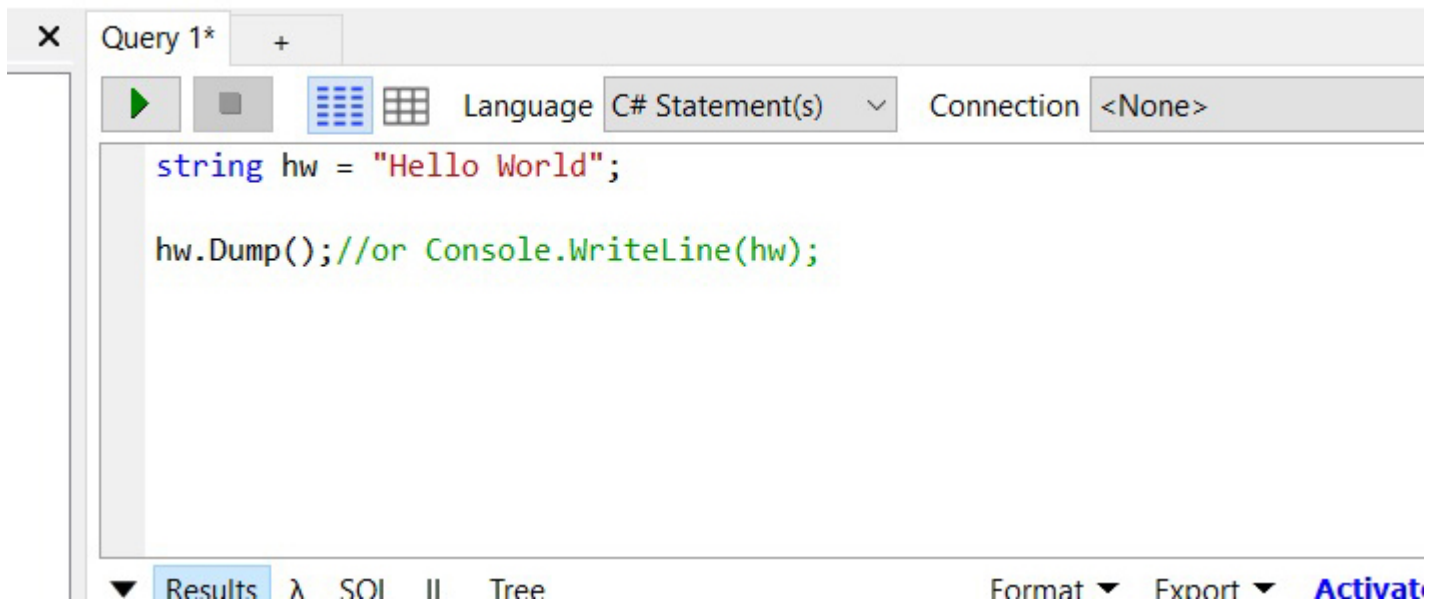 Query 1* +
Language C# Statement(s) Connection <None>
string hw = "Hello World";
hw.Dump();//or Console.WriteLine(hw);
Results λ SQL IL Tree Format Export